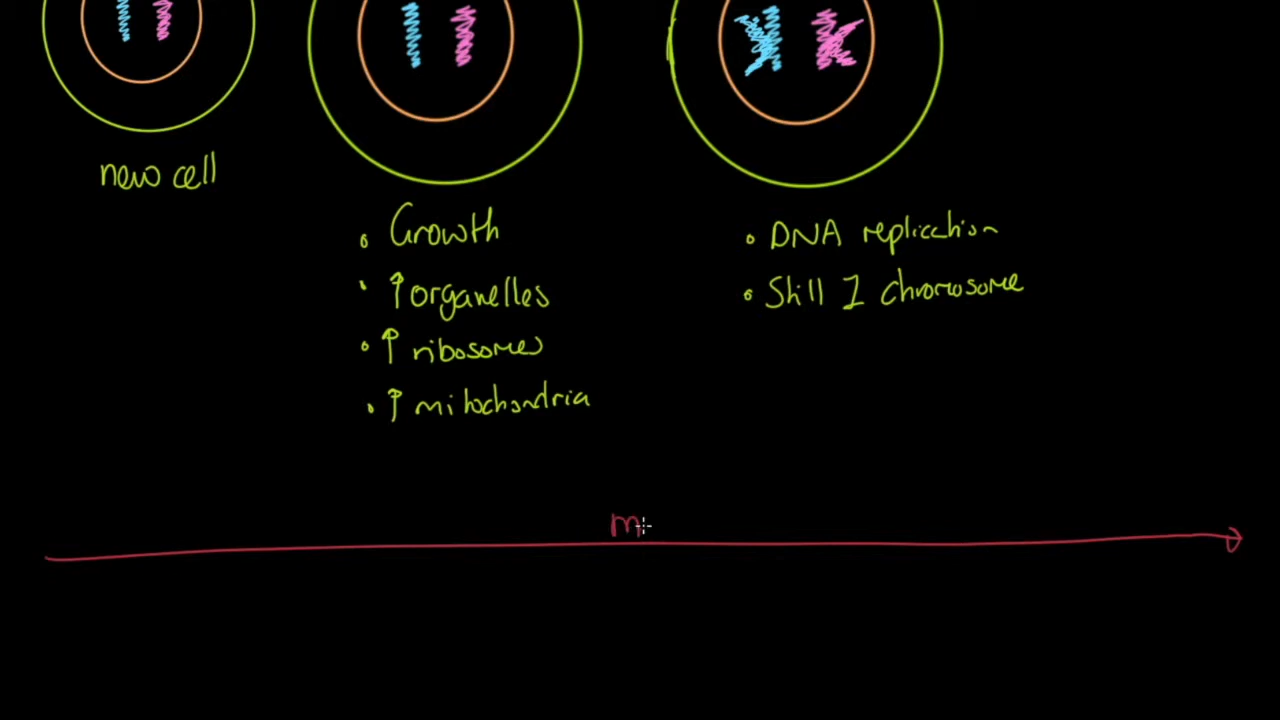 new cell
• Growth
• ↑ organelles
• ↑ ribosomes
• ↑ mitochondria
• DNA replication
• Still 1 chromosome
m